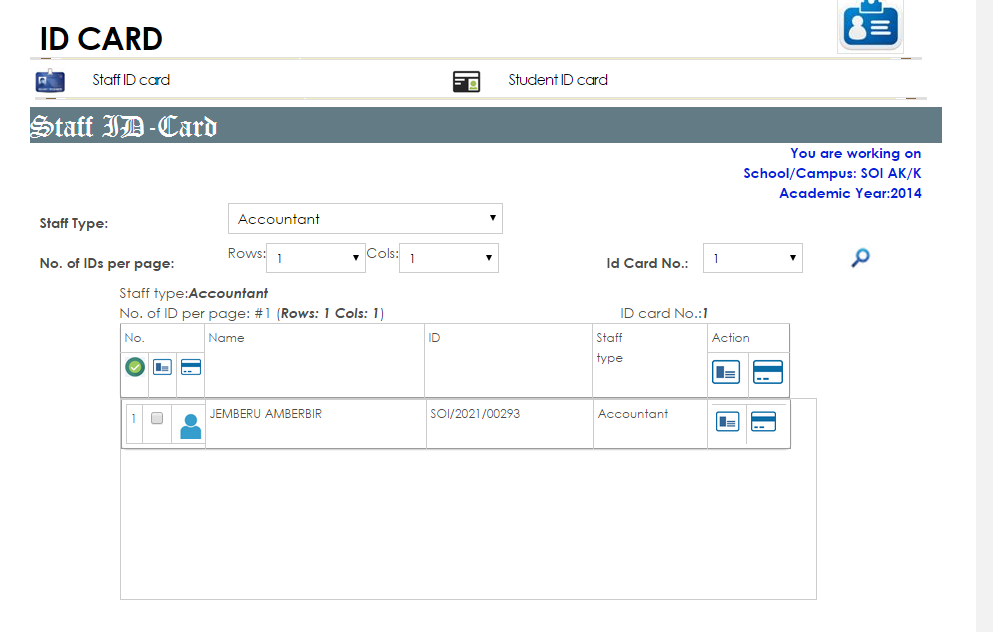 ID CARD
Staff ID card Student ID card
Staff ID-Card
You are working on
School/Campus: SOI AK/K
Academic Year:2014
Staff Type: Accountant
No. of IDs per page: Rows: 1 Cols: 1 Id Card No.: 1
Staff type:Accountant
No. of ID per page: #1 (Rows: 1 Cols: 1) ID card No.:1
No. Name ID Staff type Action
1 JEMBERU AMBERBIR SOI/2021/00293 Accountant